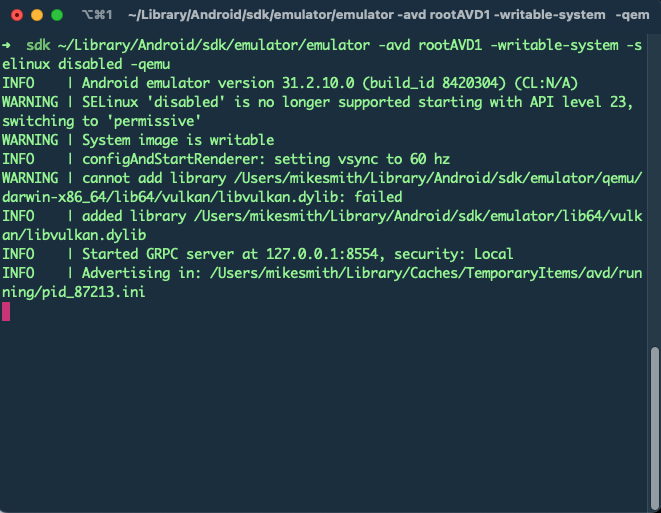 ⌥⌘1 ~/Library/Android/sdk/emulator/emulator -avd rootAVD1 -writable-system -qem
➜ sdk ~/Library/Android/sdk/emulator/emulator -avd rootAVD1 -writable-system -s
elinux disabled -qemu
INFO    | Android emulator version 31.2.10.0 (build_id 8420304) (CL:N/A)
WARNING | SELinux 'disabled' is no longer supported starting with API level 23,
switching to 'permissive'
WARNING | System image is writable
INFO    | configAndStartRenderer: setting vsync to 60 hz
WARNING | cannot add library /Users/mikesmith/Library/Android/sdk/emulator/qemu/
darwin-x86_64/lib64/vulkan/libvulkan.dylib: failed
INFO    | added library /Users/mikesmith/Library/Android/sdk/emulator/lib64/vulk
an/libvulkan.dylib
INFO    | Started GRPC server at 127.0.0.1:8554, security: Local
INFO    | Advertising in: /Users/mikesmith/Library/Caches/TemporaryItems/avd/run
ning/pid_87213.ini